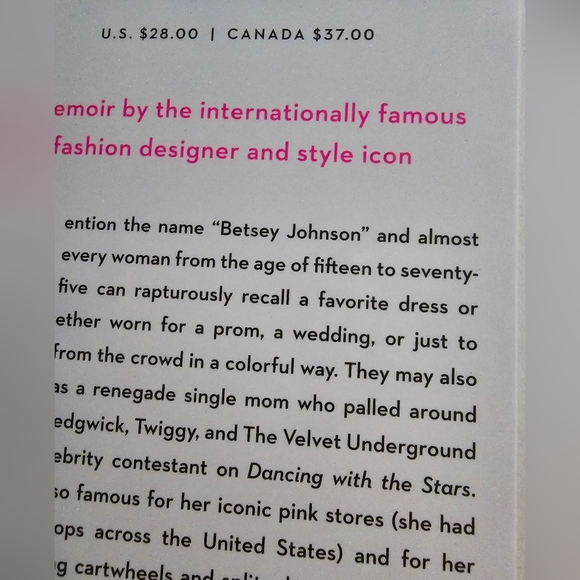 U.S. $28.00 | CANADA $37.00
emoir by the internationally famous
fashion designer and style icon
ention the name “Betsey Johnson” and almost
every woman from the age of fifteen to seventy-
five can rapturously recall a favorite dress or
ether worn for a prom, a wedding, or just to
from the crowd in a colorful way. They may also
as a renegade single mom who palled around
edgwick, Twiggy, and The Velvet Underground
ebrity contestant on Dancing with the Stars.
so famous for her iconic pink stores (she had
ops across the United States) and for her
g cartwheels and